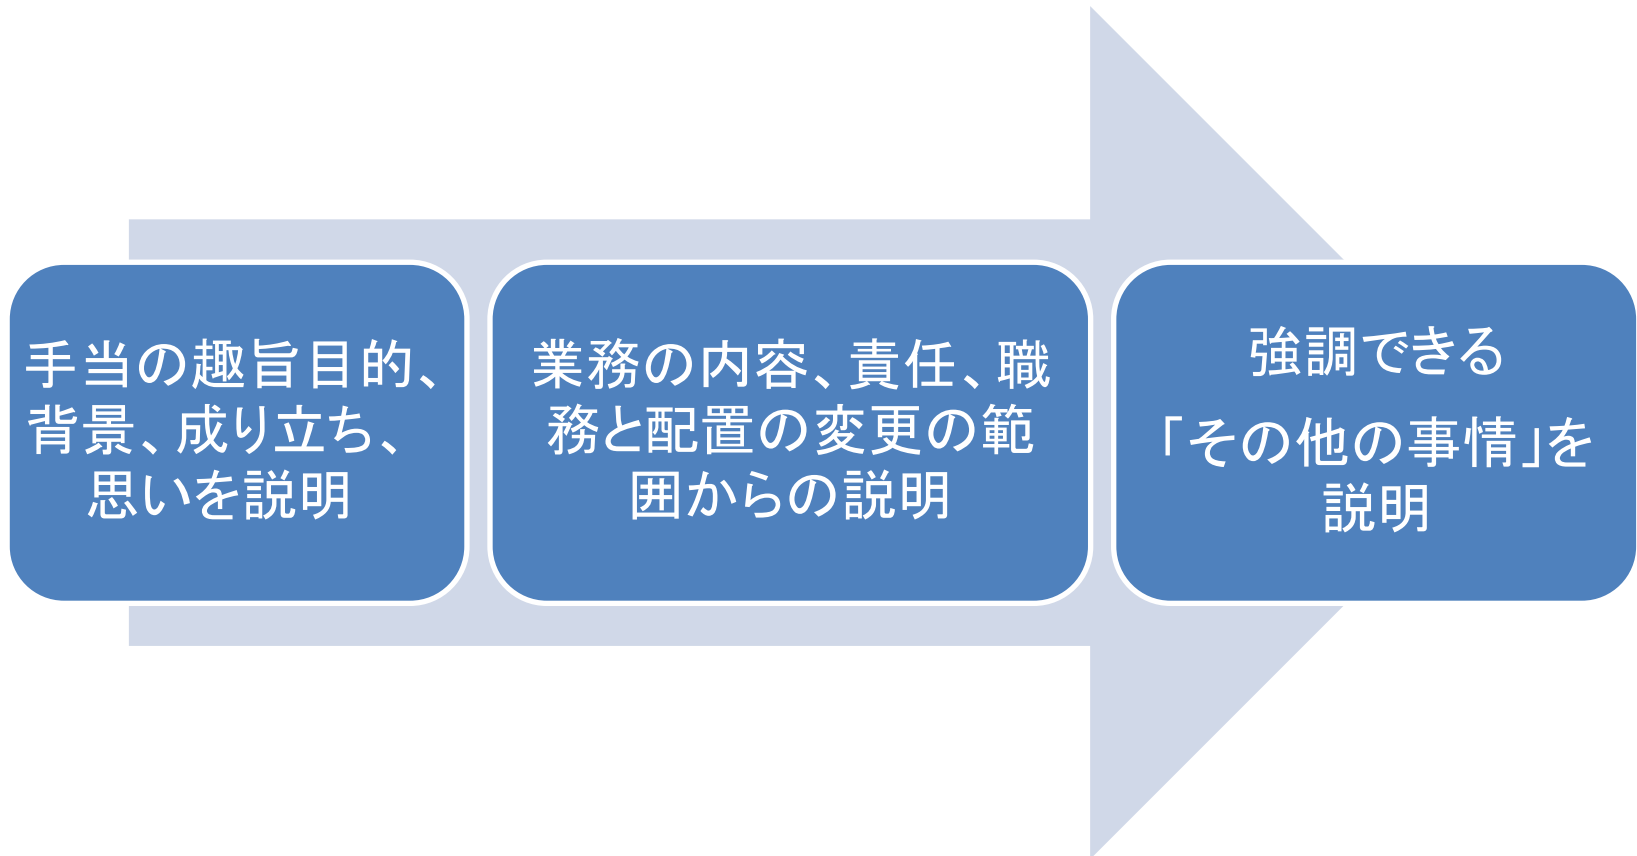 手当の趣旨目的、
背景、成り立ち、
思いを説明
業務の内容、責任、職
務と配置の変更の範
囲からの説明
強調できる
「その他の事情」を
説明